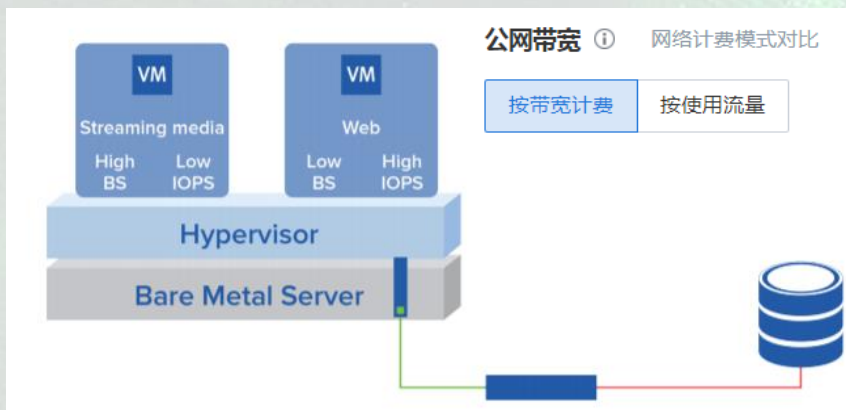 公网带宽
网络计费模式对比
按带宽计费
按使用流量
VM
Streaming media
High BS
Low IOPS
VM
Web
Low BS
High IOPS
Hypervisor
Bare Metal Server